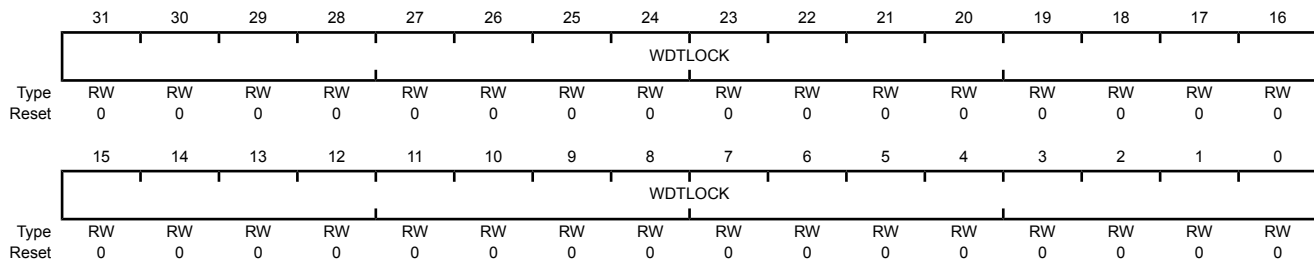 31 30 29 28 27 26 25 24 23 22 21 20 19 18 17 16
WDTLOCK
Type RW RW RW RW RW RW RW RW RW RW RW RW RW RW RW RW
Reset 0 0 0 0 0 0 0 0 0 0 0 0 0 0 0 0
15 14 13 12 11 10 9 8 7 6 5 4 3 2 1 0
WDTLOCK
Type RW RW RW RW RW RW RW RW RW RW RW RW RW RW RW RW
Reset 0 0 0 0 0 0 0 0 0 0 0 0 0 0 0 0